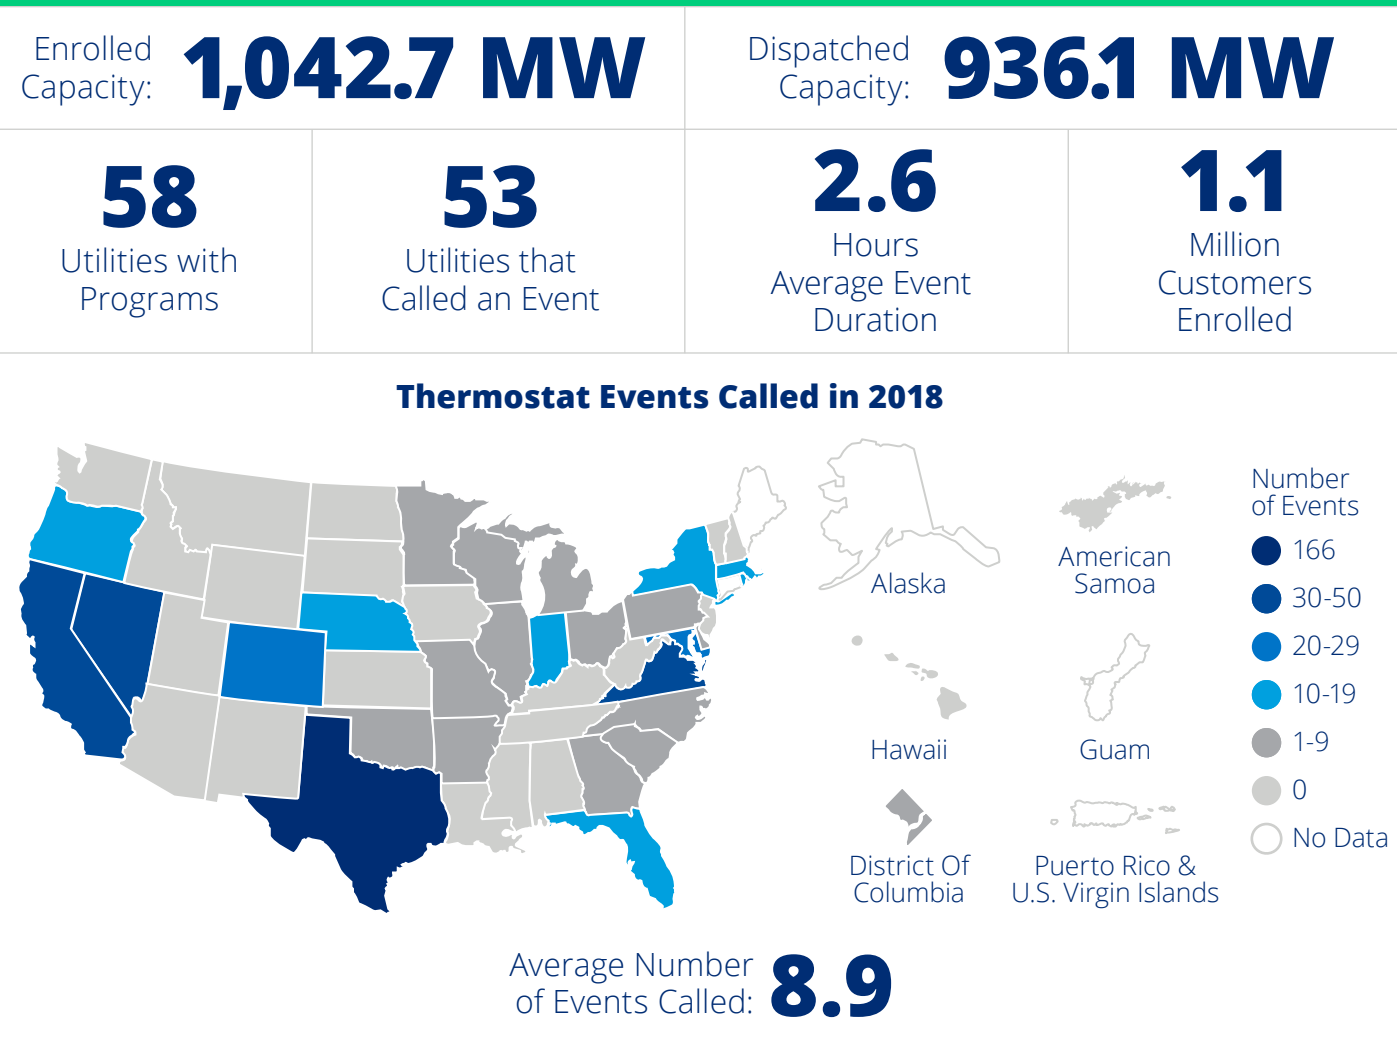 Enrolled
Capacity:
1,042.7 MW
Dispatched
Capacity:
936.1 MW
58
Utilities with
Programs
53
Utilities that
Called an Event
2.6
Hours
Average Event
Duration
1.1
Million
Customers
Enrolled
Thermostat Events Called in 2018
Alaska
American
Samoa
Hawaii
Guam
District Of
Columbia
Puerto Rico &
U.S. Virgin Islands
Number
of Events
166
30-50
20-29
10-19
1-9
0
No Data
Average Number
of Events Called:
8.9